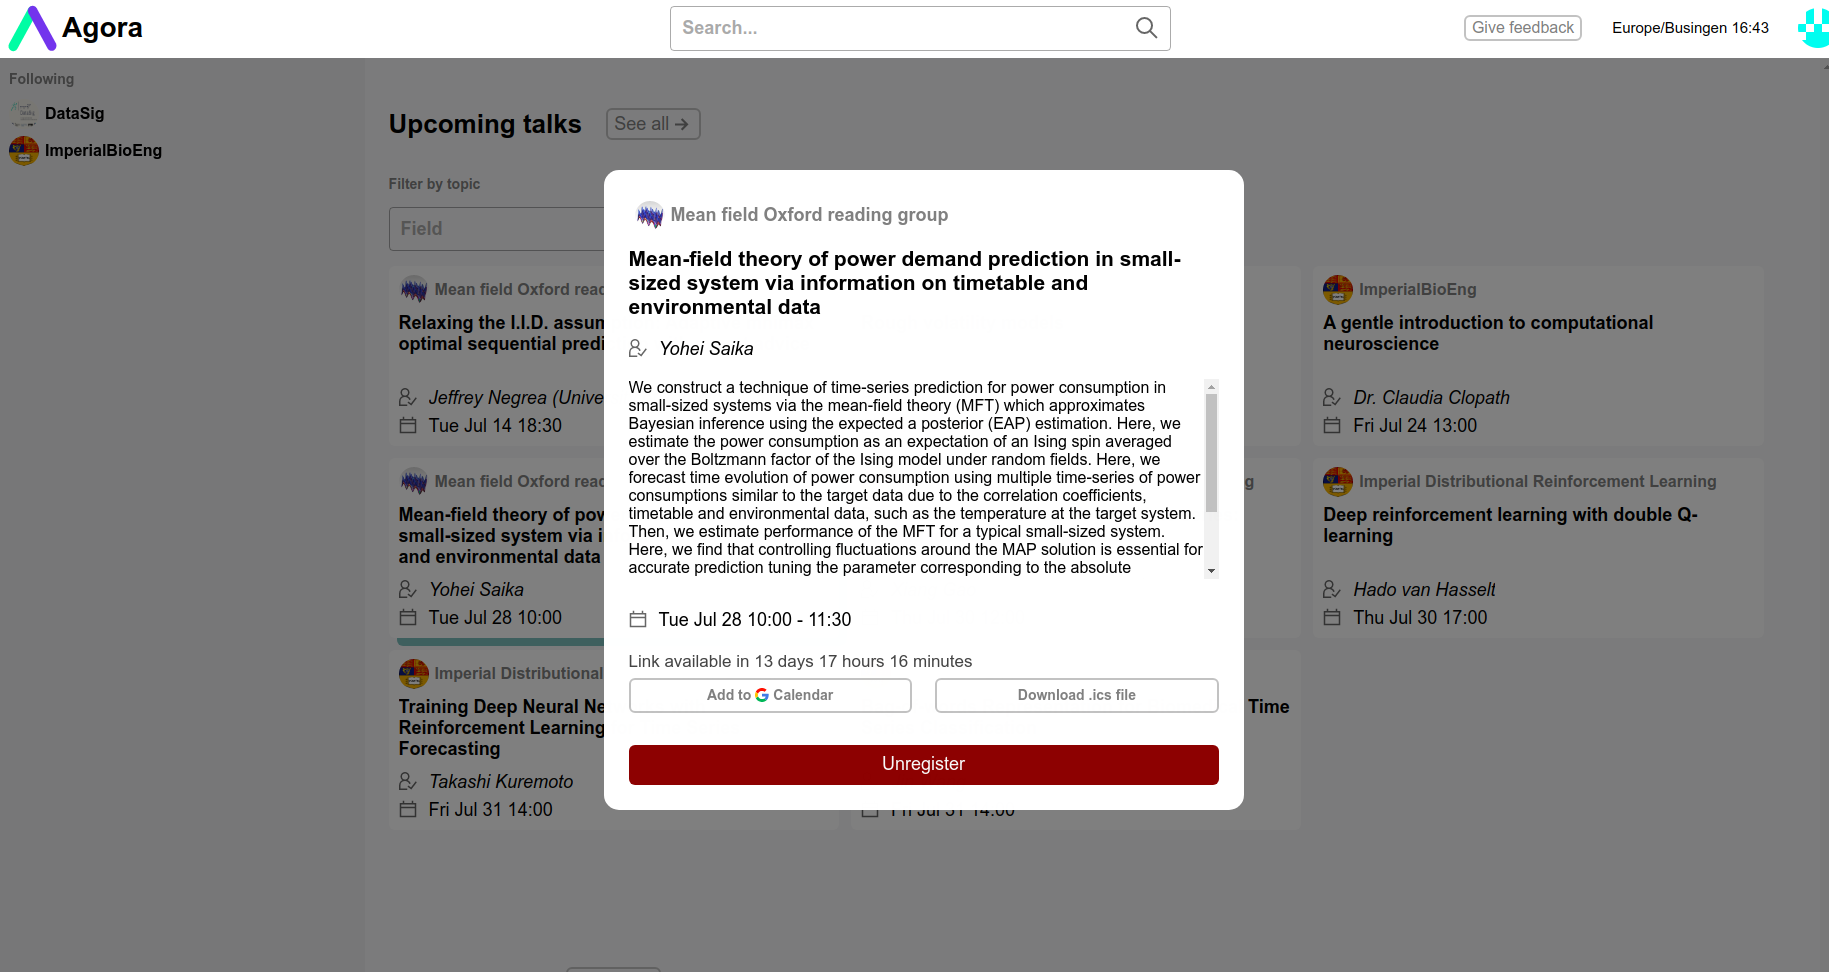 Agora
Search...
Give feedback
Europe/Busingen 16:43
Following
DataSig
ImperialBioEng
Upcoming talks
See all
Filter by topic
Field
Mean field Oxford reading group
Mean-field theory of power demand prediction in small-
sized system via information on timetable and
environmental data
Yohei Saika
We construct a technique of time-series prediction for power consumption in
small-sized systems via the mean-field theory (MFT) which approximates
Bayesian inference using the expected a posterior (EAP) estimation. Here, we
estimate the power consumption as an expectation of an Ising spin averaged
over the Boltzmann factor of the Ising model under random fields. Here, we
forecast time evolution of power consumption using multiple time-series of power
consumptions similar to the target data due to the correlation coefficients,
timetable and environmental data, such as the temperature at the target system.
Then, we estimate performance of the MFT for a typical small-sized system.
Here, we find that controlling fluctuations around the MAP solution is essential for
accurate prediction tuning the parameter corresponding to the absolute
Tue Jul 28 10:00 - 11:30
Link available in 13 days 17 hours 16 minutes
Add to G Calendar
Download .ics file
Unregister
Mean field Oxford read
Relaxing the I.I.D. assum
optimal sequential predi
Jeffrey Negrea (Unive
Tue Jul 14 18:30
ImperialBioEng
A gentle introduction to computational
neuroscience
Dr. Claudia Clopath
Fri Jul 24 13:00
Mean field Oxford read
Mean-field theory of pow
small-sized system via i
and environmental data
Yohei Saika
Tue Jul 28 10:00
g
Imperial Distributional Reinforcement Learning
Deep reinforcement learning with double Q-
learning
Hado van Hasselt
Thu Jul 30 17:00
Imperial Distributional
Training Deep Neural Ne
Reinforcement Learning
Forecasting
Takashi Kuremoto
Fri Jul 31 14:00
Time
Fri Jul 31 14:00